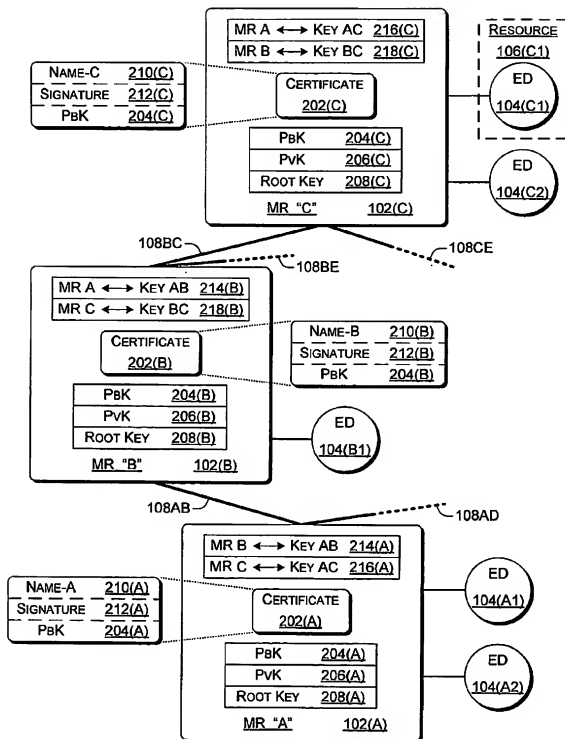 MR A ⟷ KEY AC 216(C)
MR B ⟷ KEY BC 218(C)
RESOURCE
106(C1)
ED
104(C1)
NAME-C 210(C)
SIGNATURE 212(C)
PBK 204(C)
CERTIFICATE
202(C)
PBK 204(C)
PVK 206(C)
ROOT KEY 208(C)
MR "C" 102(C)
ED
104(C2)
108BC
108BE
108CE
MR A ⟷ KEY AB 214(B)
MR C ⟷ KEY BC 218(B)
CERTIFICATE
202(B)
NAME-B 210(B)
SIGNATURE 212(B)
PBK 204(B)
PBK 204(B)
PVK 206(B)
ROOT KEY 208(B)
MR "B" 102(B)
ED
104(B1)
108AB
108AD
MR B ⟷ KEY AB 214(A)
MR C ⟷ KEY AC 216(A)
NAME-A 210(A)
SIGNATURE 212(A)
PBK 204(A)
CERTIFICATE
202(A)
ED
104(A1)
PBK 204(A)
PVK 206(A)
ROOT KEY 208(A)
MR "A" 102(A)
ED
104(A2)